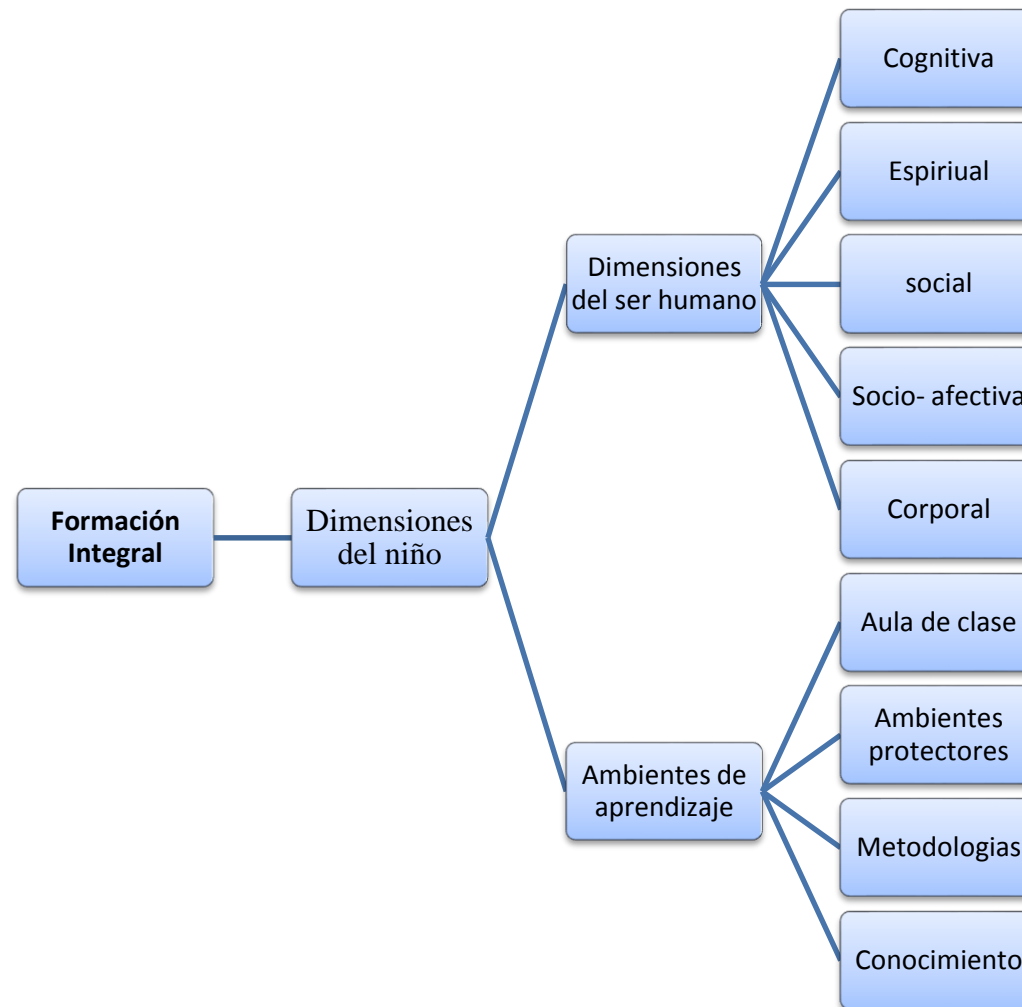 Formación
Integral
Dimensiones
del niño
Dimensiones
del ser humano
Cognitiva
Espiriual
social
Socio- afectiva
Corporal
Ambientes de
aprendizaje
Aula de clase
Ambientes
protectores
Metodologias
Conocimiento